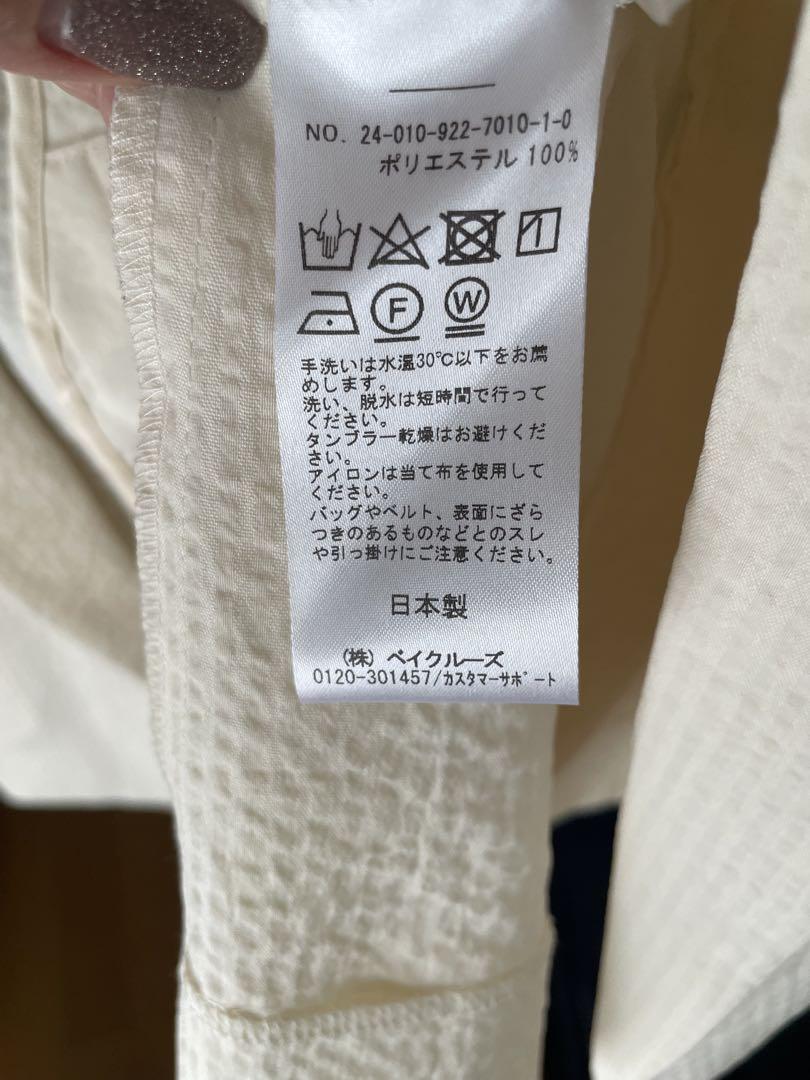 NO. 24-010-922-7010-1-0
ポリエステル 100%
F W
手洗いは水温30℃以下をお薦
めします。
洗い、脱水は短時間で行って
ください。
タンブラー乾燥はお避けくだ
さい。
アイロンは当て布を使用して
ください。
バッグやベルト、表面にざら
つきのあるものなどとのスレ
や引っ掛けにご注意ください。
日本製
(株) ベイクルーズ
0120-301457/カスタマーサポート